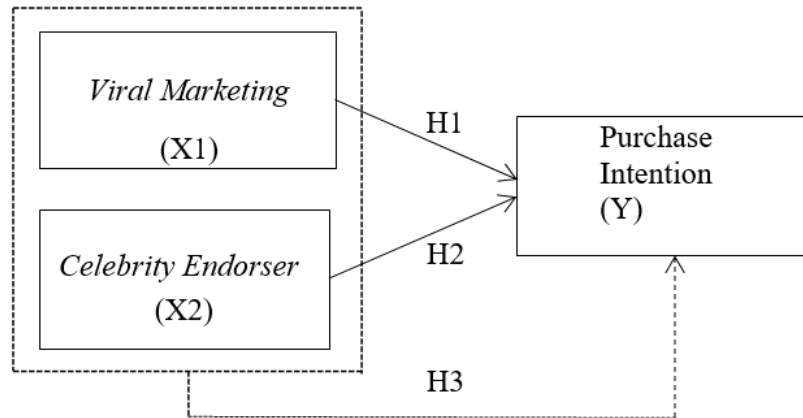 Viral Marketing
(X1)
H1
Purchase
Intention
(Y)
Celebrity Endorser
(X2)
H2
H3